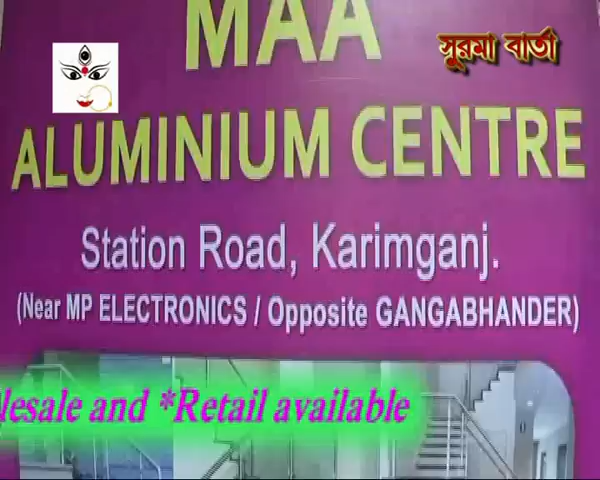 MAA
সুরমা বার্তা
ALUMINIUM CENTRE
Station Road, Karimganj.
(Near MP ELECTRONICS / Opposite GANGABHANDER)
lesale and *Retail available